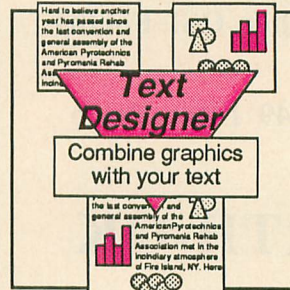 Hard to believe another
year has passed since
the last convention and
general assembly of the
American Pyrotechnics
and Pyromania Rehab
Text
Designer
Combine graphics
with your text
the last and
general assembly of the
American Pyrotechnics
and Pyromania Rehab
Association met in the
incindiary atmosphere
of Fire Island, NY. Here